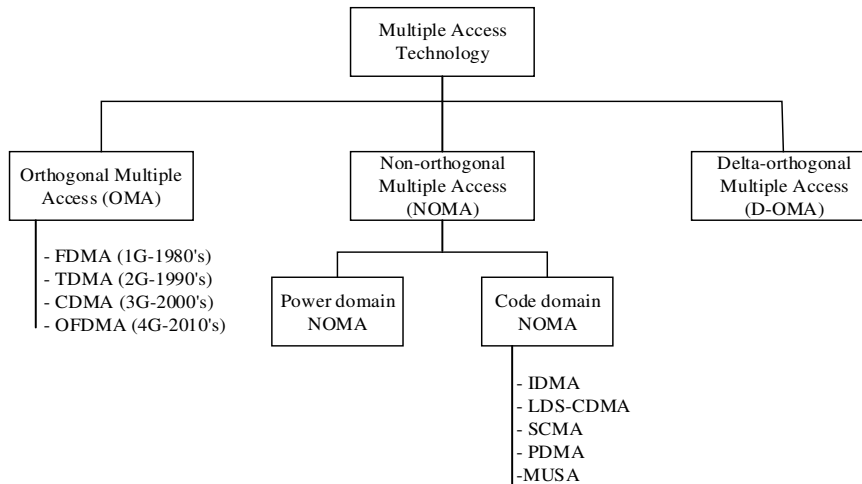 Multiple Access
Technology
Orthogonal Multiple
Access (OMA)
Non-orthogonal
Multiple Access
(NOMA)
Delta-orthogonal
Multiple Access
(D-OMA)
- FDMA (1G-1980's)
- TDMA (2G-1990's)
- CDMA (3G-2000's)
- OFDMA (4G-2010's)
Power domain
NOMA
Code domain
NOMA
- IDMA
- LDS-CDMA
- SCMA
- PDMA
-MUSA